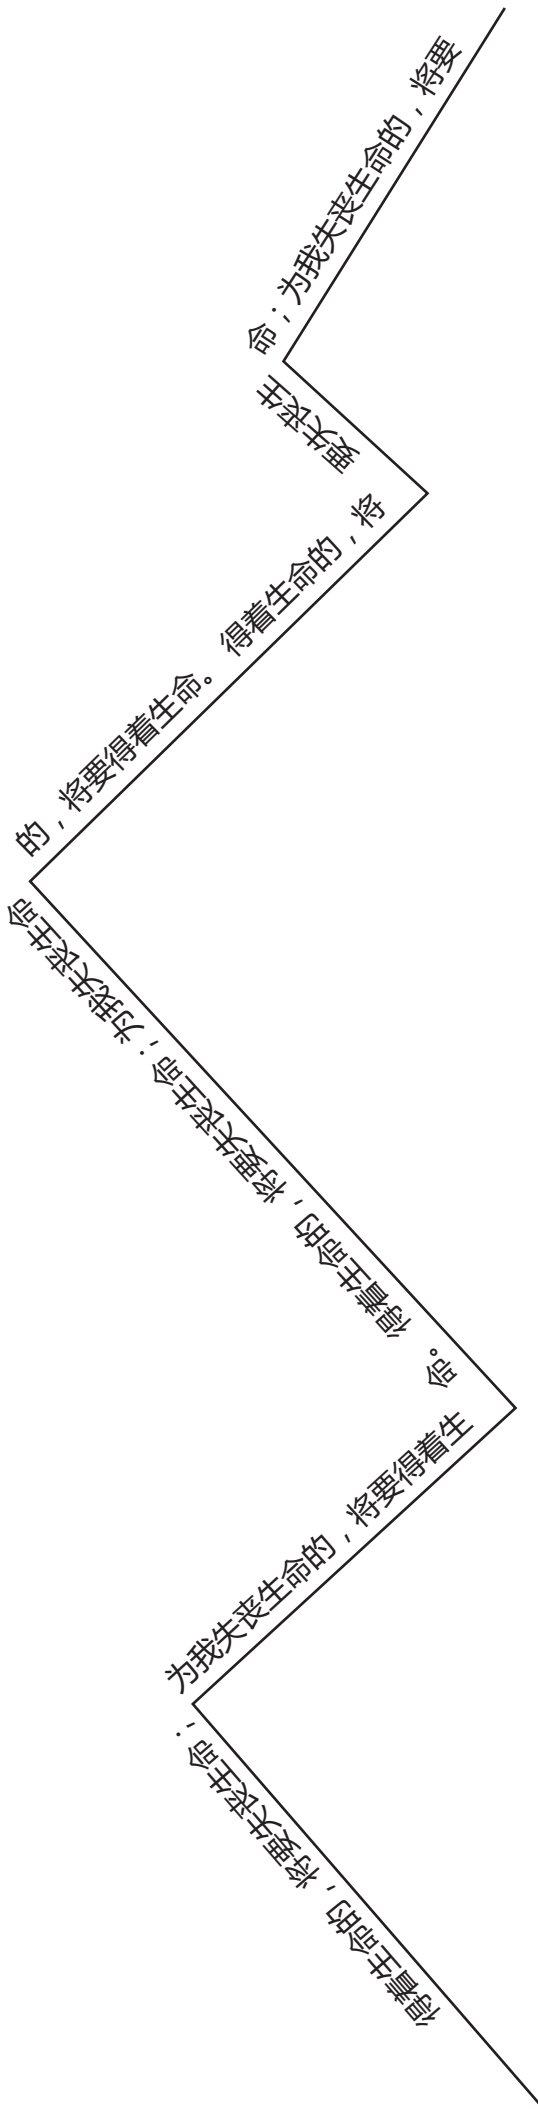 得着生命的，将要失丧生命；
为我失丧生命的，将要得着生
命。 得着生命的，将要失丧生命；为我失丧生命
的，将要得着生命。 得着生命的，将
要失丧生
命；为我失丧生命的，将要